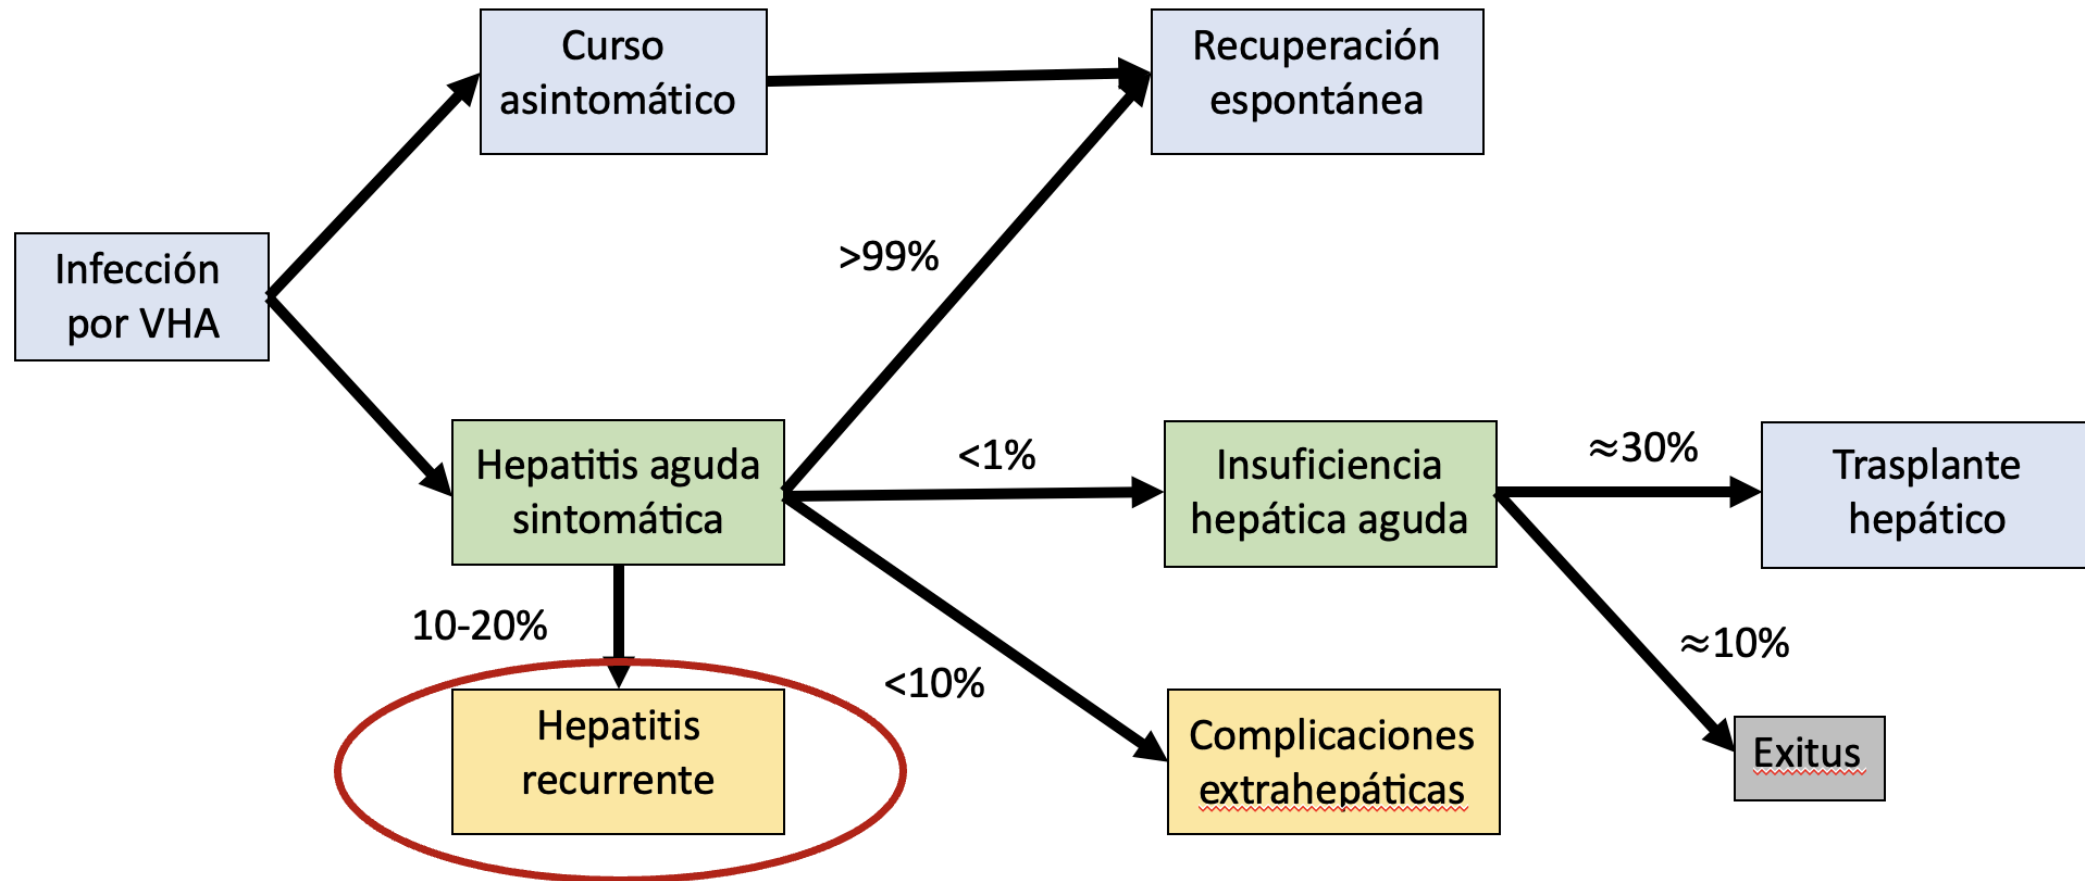 Curso
asintomático
Recuperación
espontánea
>99%
Infección
por VHA
Hepatitis aguda
sintomática
<1%
Insuficiencia
hepática aguda
≈30%
Trasplante
hepático
10-20%
<10%
≈10%
Hepatitis
recurrente
Complicaciones
extrahepáticas
Exitus